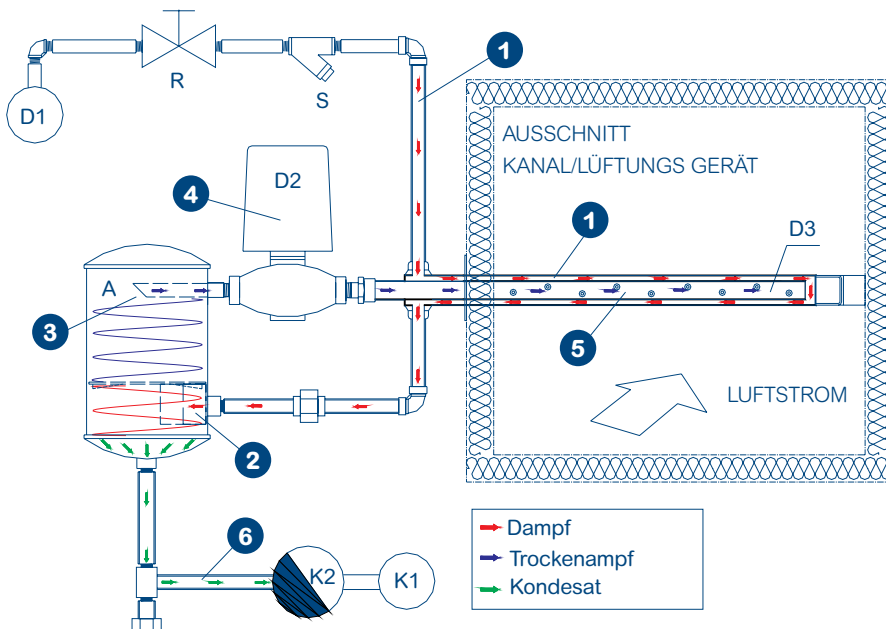 1
D1
R
S
AUSSCHNITT
KANAL/LÜFTUNGS GERÄT
D2
4
1
D3
A
3
5
LUFTSTROM
2
6
K2
K1
Dampf
Trockenampf
Kondesat